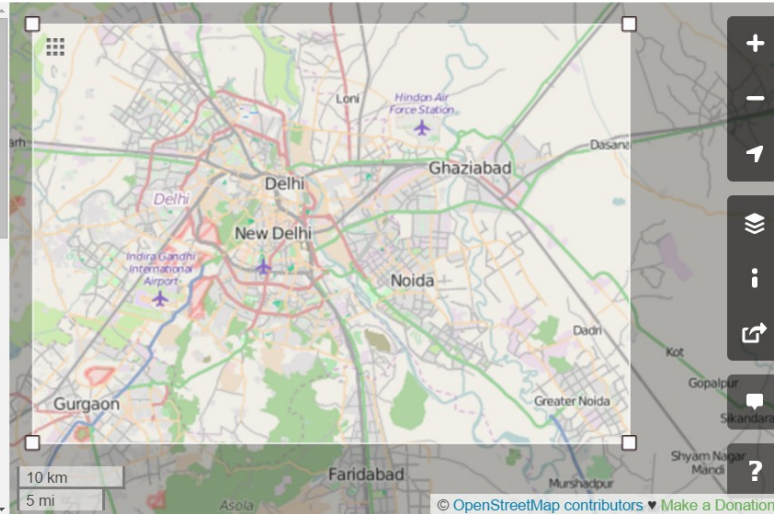 Loni
Hindon Air
Force Station
arh
Dasana
Ghaziabad
Delhi
Delhi
New Delhi
Indira Gandhi
International
Airport
Noida
Dadri
Kot
Gopalpur
Gurgaon
Greater Noida
Sikandara
Shyam Nagar
Mandi
10 km
5 mi
Faridabad
Murshadpur
Asola
?
© OpenStreetMap contributors ♥ Make a Donation